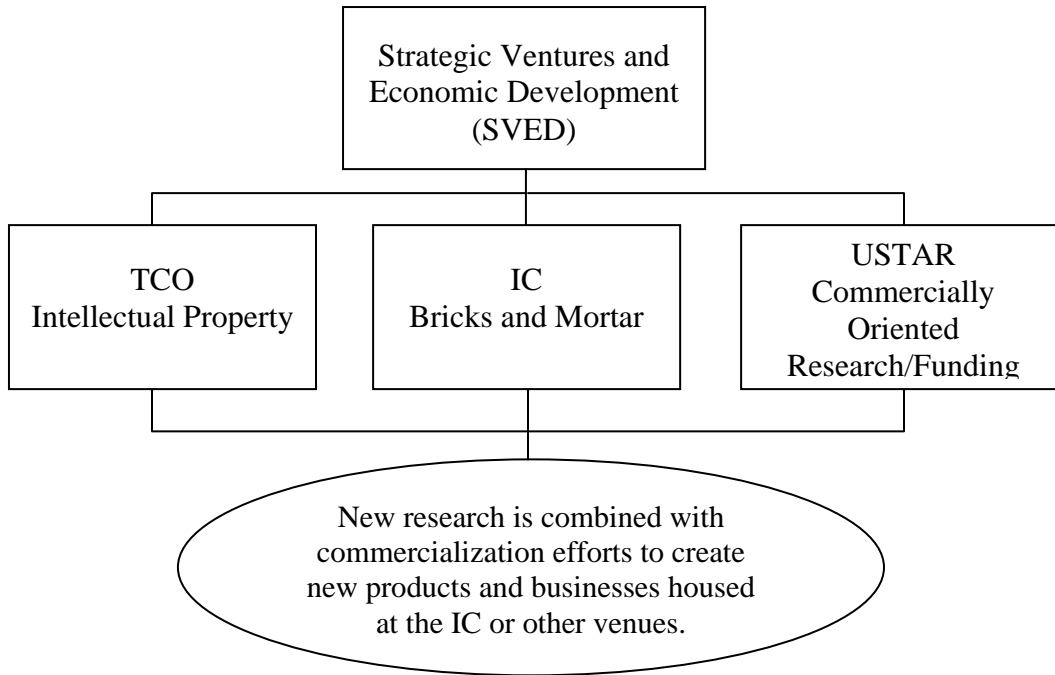 Strategic Ventures and
Economic Development
(SVED)
TCO
Intellectual Property
IC
Bricks and Mortar
USTAR
Commercially
Oriented
Research/Funding
New research is combined with
commercialization efforts to create
new products and businesses housed
at the IC or other venues.